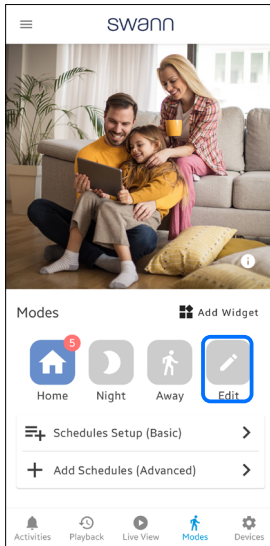 swann
Modes
Add Widget
5
Home Night Away Edit
Schedules Setup (Basic)
Add Schedules (Advanced)
Activities Playback Live View Modes Devices